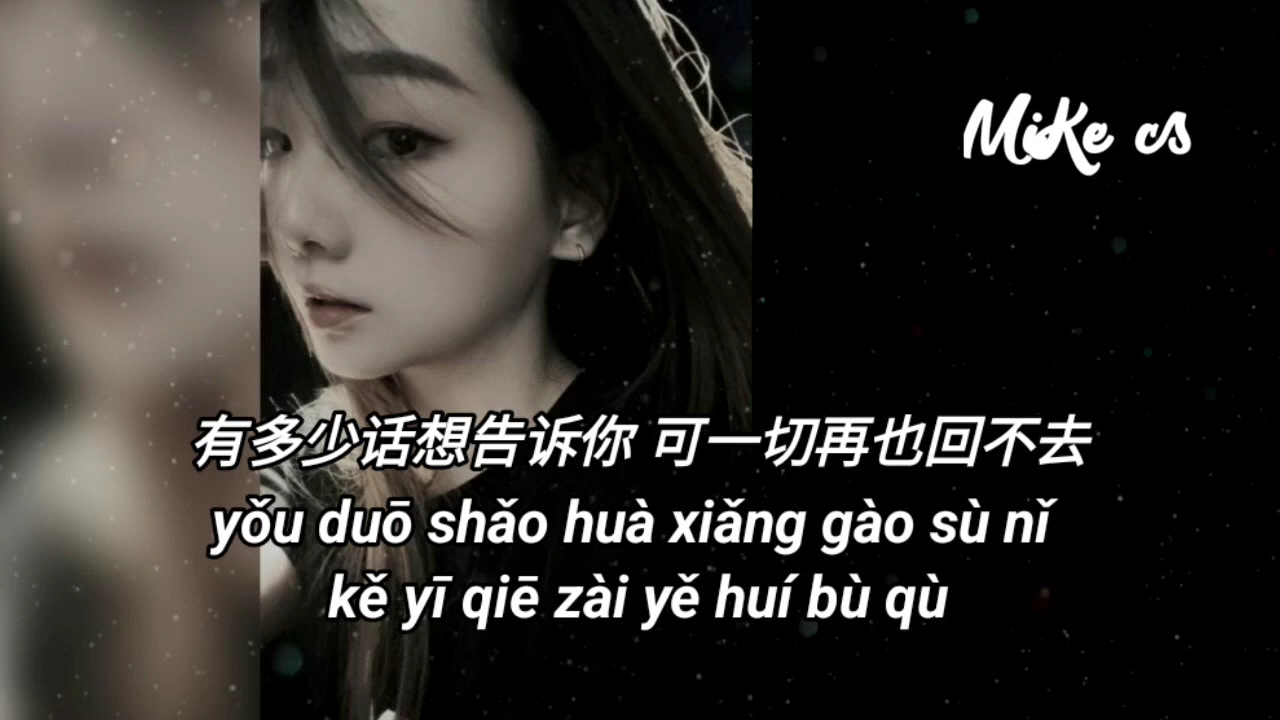 MiKe cs
有多少话想告诉你 可一切再也回不去
yǒu duō shǎo huà xiǎng gào sù nǐ
kě yī qiē zài yě huí bù qù